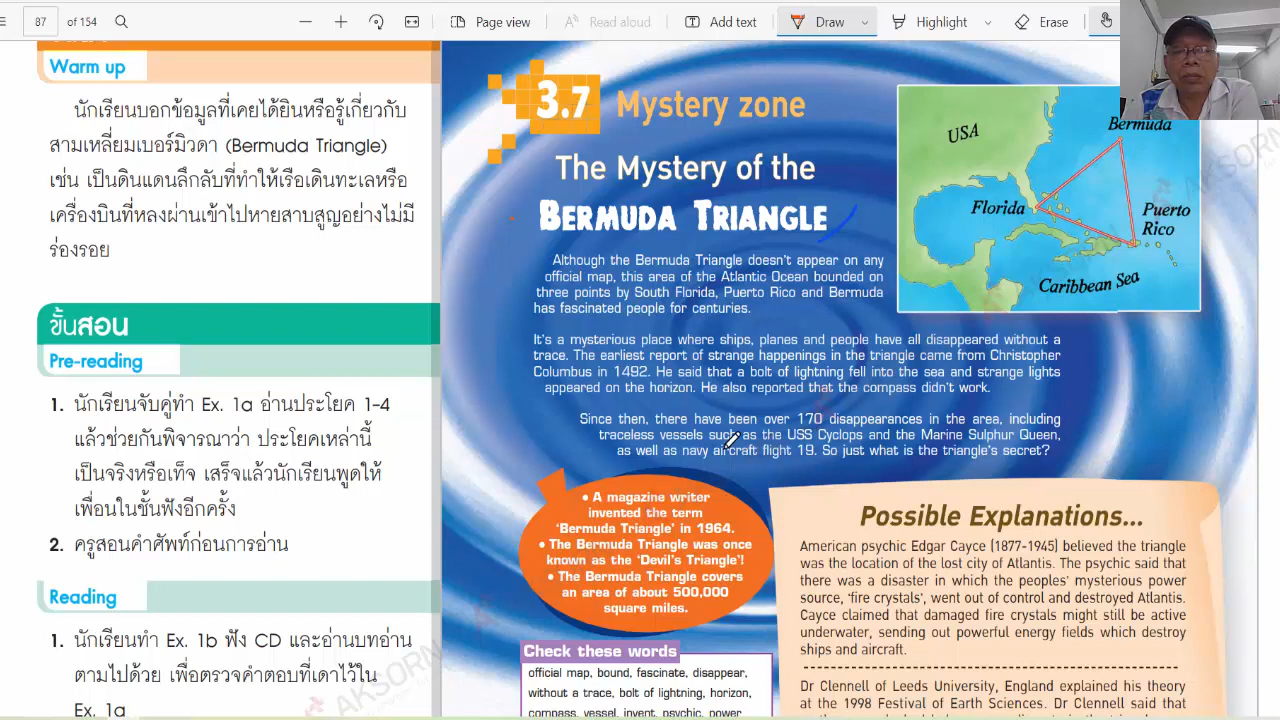 87 of 154
Page view
Read aloud
Add text
Draw
Highlight
Erase
Warm up
นักเรียนบอกข้อมูลที่เคยได้ยินหรือรู้เกี่ยวกับ
สามเหลี่ยมเบอร์มิวดา (Bermuda Triangle)
เช่น เป็นดินแดนลึกลับที่ทำให้เรือเดินทะเลหรือ
เครื่องบินที่หลงผ่านเข้าไปหายสาบสูญอย่างไม่มี
ร่องรอย
ขั้นสอน
Pre-reading
1. นักเรียนจับคู่ทำ Ex. 1a อ่านประโยค 1-4
แล้วช่วยกันพิจารณาว่า ประโยคเหล่านี้
เป็นจริงหรือเท็จ เสร็จแล้วนักเรียนพูดให้
เพื่อนในชั้นฟังอีกครั้ง
2. ครูสอนคำศัพท์ก่อนการอ่าน
Reading
1. นักเรียนทำ Ex. 1b ฟัง CD และอ่านบทอ่าน
ตามไปด้วย เพื่อตรวจคำตอบที่เดาไว้ใน
Ex. 1a
3.7 Mystery zone
The Mystery of the
BERMUDA TRIANGLE
Although the Bermuda Triangle doesn't appear on any
official map, this area of the Atlantic Ocean bounded on
three points by South Florida, Puerto Rico and Bermuda
has fascinated people for centuries.
It's a mysterious place where ships, planes and people have all disappeared without a
trace. The earliest report of strange happenings in the triangle came from Christopher
Columbus in 1492. He said that a bolt of lightning fell into the sea and strange lights
appeared on the horizon. He also reported that the compass didn't work.
Since then, there have been over 170 disappearances in the area, including
traceless vessels such as the USS Cyclops and the Marine Sulphur Queen,
as well as navy aircraft flight 19. So just what is the triangle's secret?
USA
Bermuda
Florida
Puerto
Rico
Caribbean Sea
• A magazine writer
invented the term
'Bermuda Triangle' in 1964.
• The Bermuda Triangle was once
known as the 'Devil's Triangle'!
• The Bermuda Triangle covers
an area of about 500,000
square miles.
Check these words
official map, bound, fascinate, disappear,
without a trace, bolt of lightning, horizon,
compass, vessel, invent, psychic, power
Possible Explanations...
American psychic Edgar Cayce (1877-1945) believed the triangle
was the location of the lost city of Atlantis. The psychic said that
there was a disaster in which the peoples' mysterious power
source, 'fire crystals', went out of control and destroyed Atlantis.
Cayce claimed that damaged fire crystals might still be active
underwater, sending out powerful energy fields which destroy
ships and aircraft.
Dr Clennell of Leeds University, England explained his theory
at the 1998 Festival of Earth Sciences. Dr Clennell said that
AKSORN